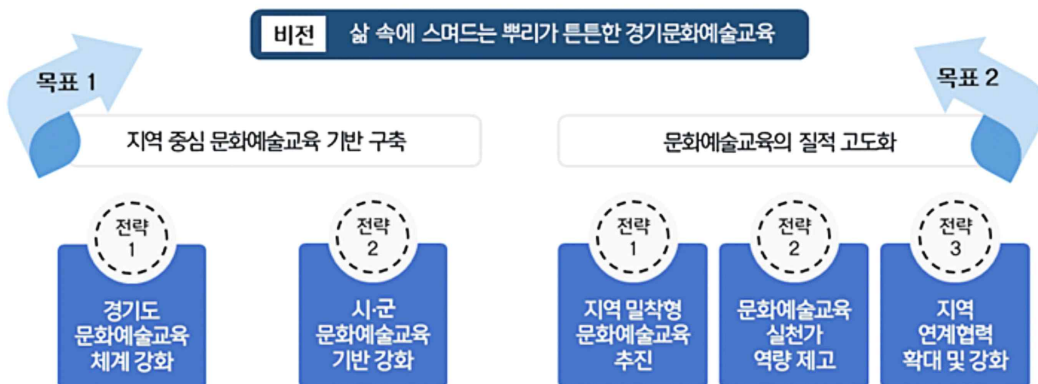 비전 삶 속에 스며드는 뿌리가 튼튼한 경기문화예술교육
목표 1
목표 2
지역 중심 문화예술교육 기반 구축
문화예술교육의 질적 고도화
전략
1
경기도
문화예술교육
체계 강화
전략
2
시·군
문화예술교육
기반 강화
전략
1
지역 밀착형
문화예술교육
추진
전략
2
문화예술교육
실천가
역량 제고
전략
3
지역
연계협력
확대 및 강화